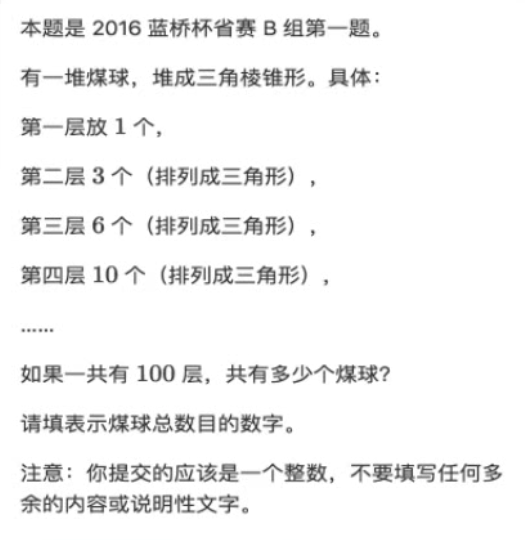 本题是 2016 蓝桥杯省赛 B 组第一题。
有一堆煤球，堆成三角棱锥形。具体：
第一层放 1 个，
第二层 3 个（排列成三角形），
第三层 6 个（排列成三角形），
第四层 10 个（排列成三角形），
......
如果一共有 100 层，共有多少个煤球?
请填表示煤球总数目的数字。
注意：你提交的应该是一个整数，不要填写任何多
余的内容或说明性文字。